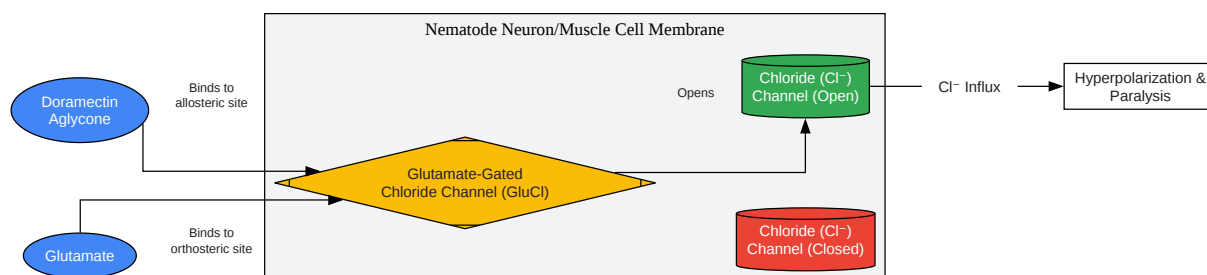 Nematode Neuron/Muscle Cell Membrane
Doramectin
Aglycone
Binds to
allosteric site
Opens
Chloride (Cl⁻)
Channel (Open)
Cl⁻ Influx
Hyperpolarization &
Paralysis
Glutamate-Gated
Chloride Channel (GluCl)
Glutamate
Binds to
orthosteric site
Chloride (Cl⁻)
Channel (Closed)